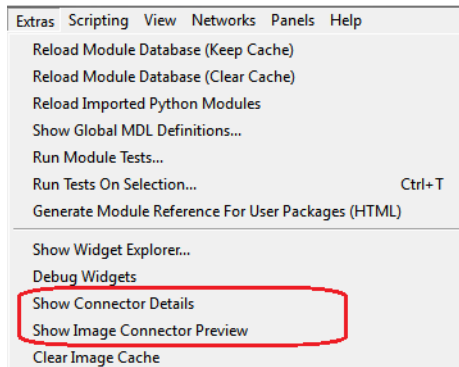 Extras Scripting View Networks Panels Help
Reload Module Database (Keep Cache)
Reload Module Database (Clear Cache)
Reload Imported Python Modules
Show Global MDL Definitions...
Run Module Tests...
Run Tests On Selection... Ctrl+T
Generate Module Reference For User Packages (HTML)
Show Widget Explorer...
Debug Widgets
Show Connector Details
Show Image Connector Preview
Clear Image Cache